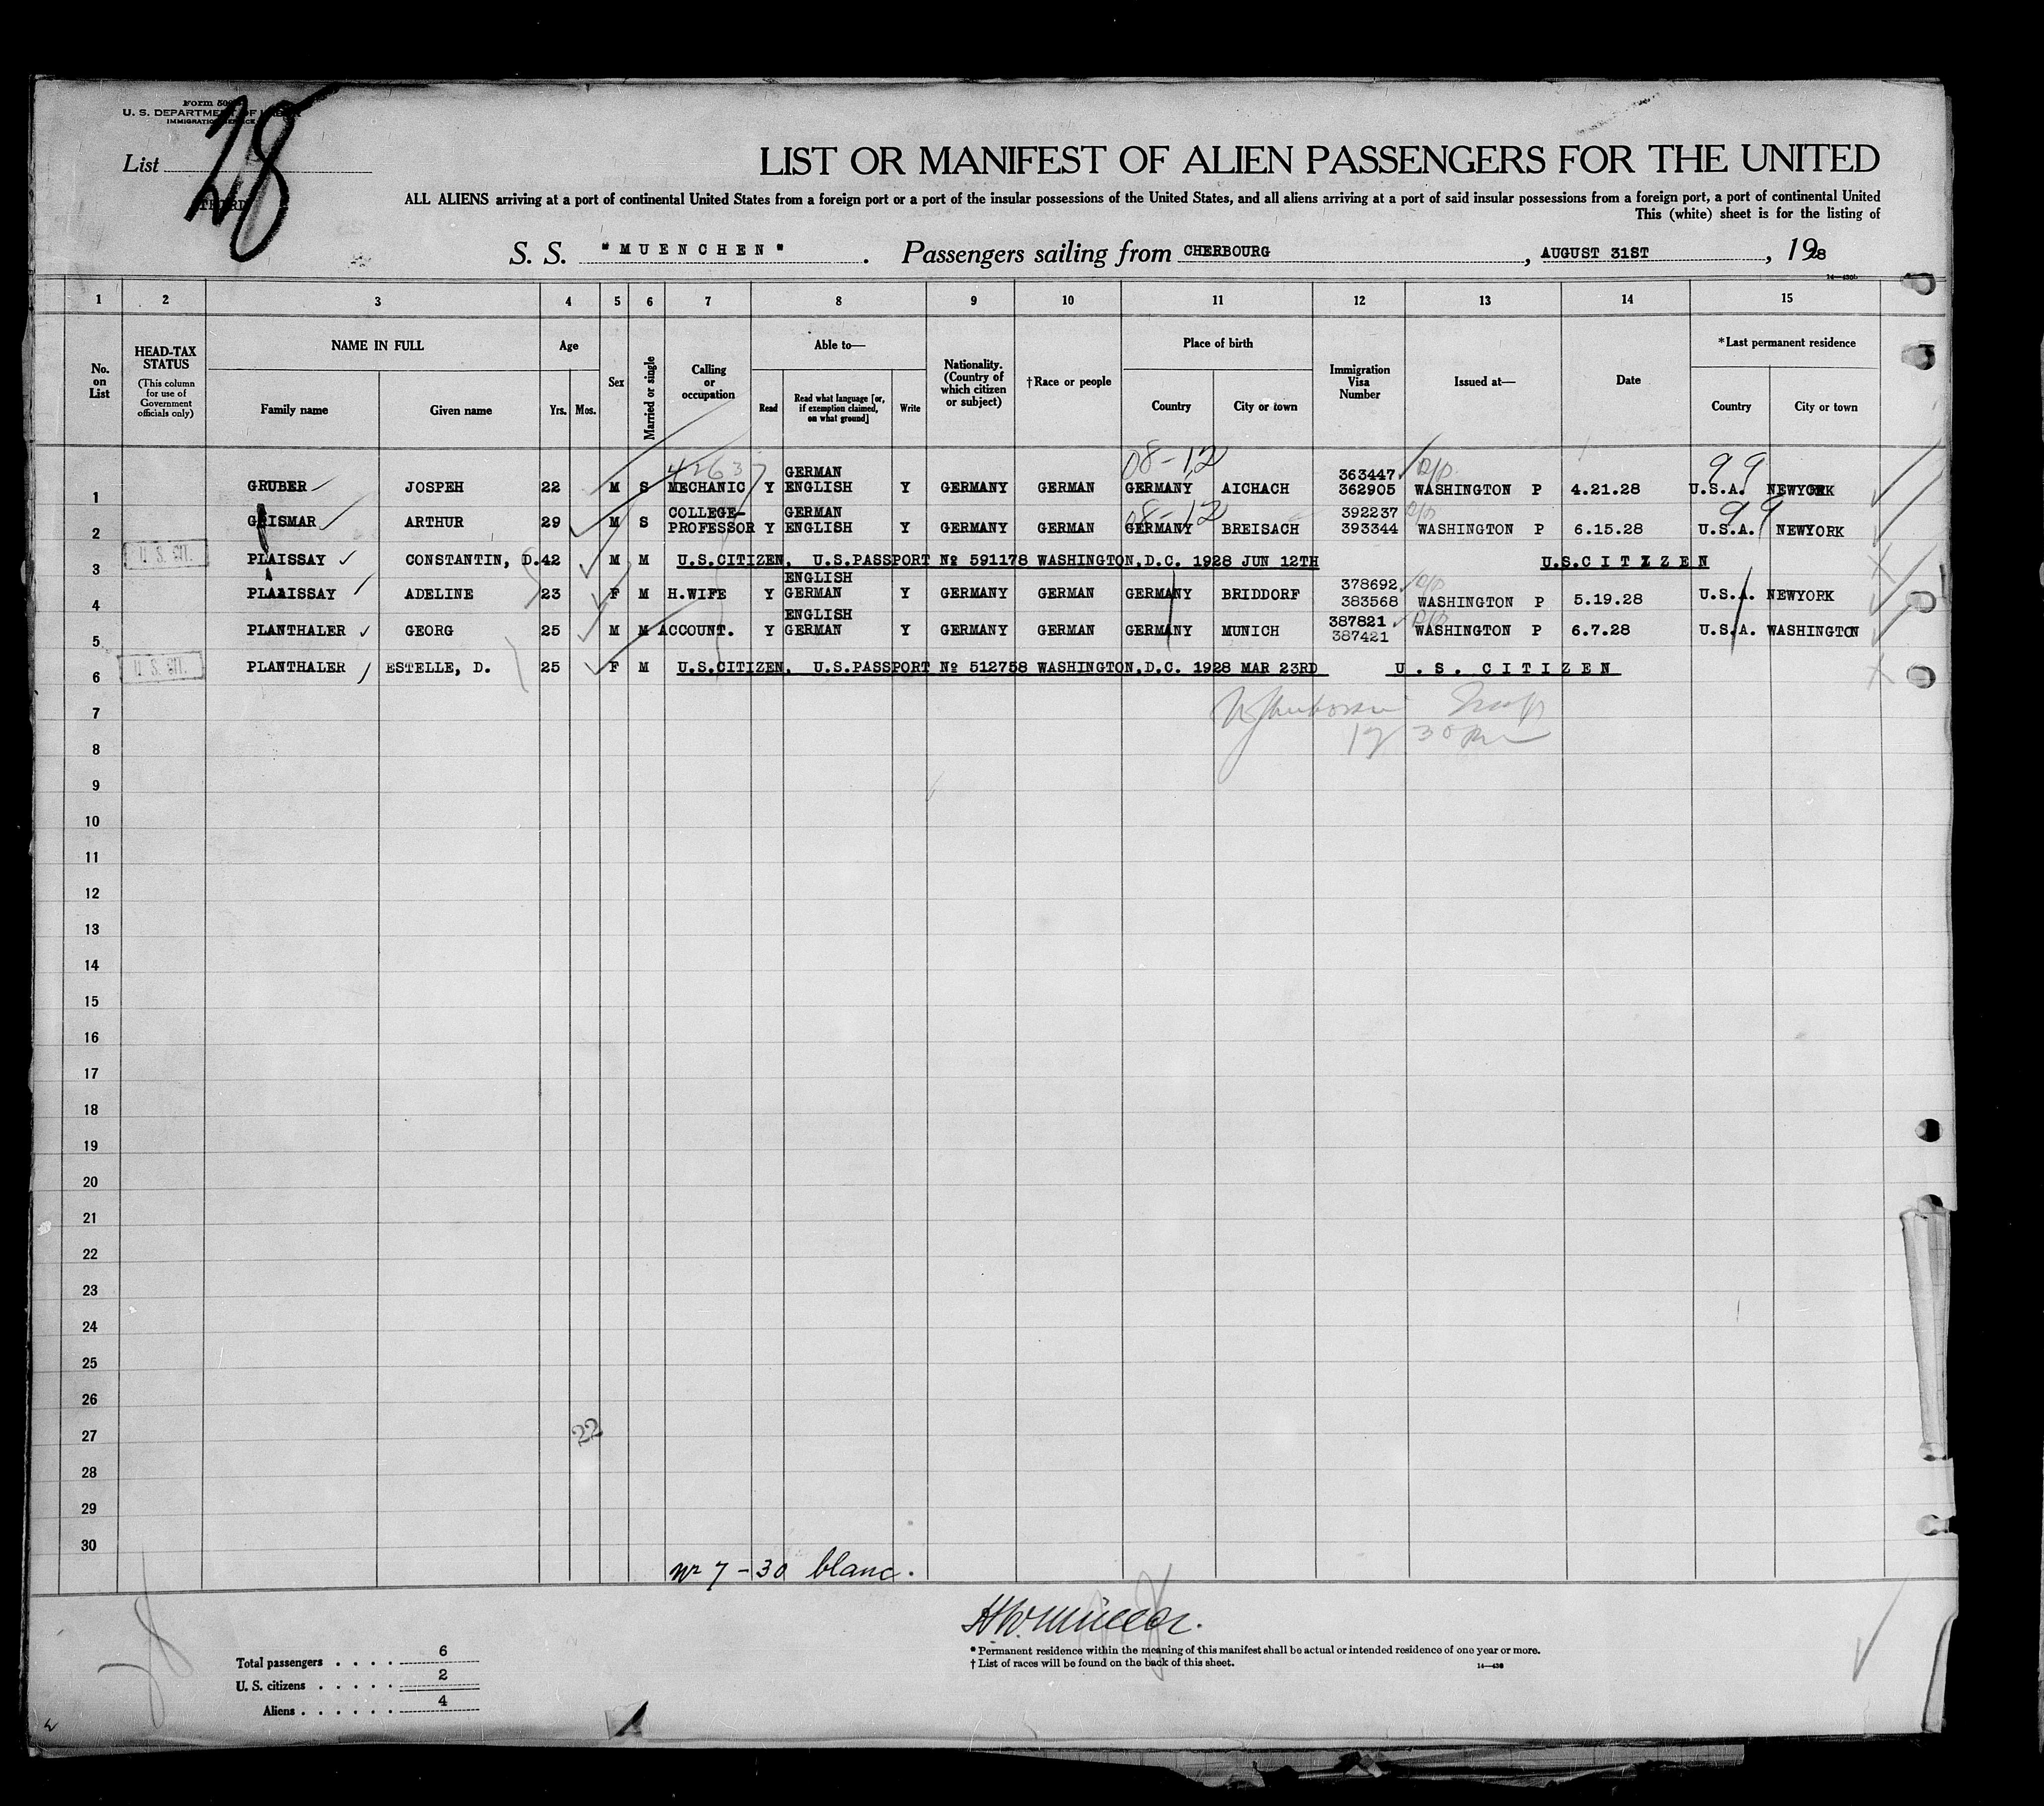 Form 500
U. S. DEPARTMENT OF LABOR
IMMIGRATION SERVICE
List 28
THIRD
LIST OR MANIFEST OF ALIEN PASSENGERS FOR THE UNITED
ALL ALIENS arriving at a port of continental United States from a foreign port or a port of the insular possessions of the United States, and all aliens arriving at a port of said insular possessions from a foreign port, a port of continental United
This (white) sheet is for the listing of
S. S. "MUENCHEN". Passengers sailing from CHERBOURG, AUGUST 31ST, 1928
1 2 3 4 5 6 7 8 9 10 11 12 13 14 15
No. on List
HEAD-TAX STATUS (This column for use of Government officials only)
NAME IN FULL Family name Given name
Age Yrs. Mos.
Sex
Married or single
Calling or occupation
Able to— Read Read what language [or, if exemption claimed, on what ground] Write
Nationality. (Country of which citizen or subject)
†Race or people
Place of birth Country City or town
Immigration Visa Number
Issued at—
Date
*Last permanent residence Country City or town
42637 08-12 99
1 GRUBER JOSPEH 22 M S MECHANIC Y GERMAN ENGLISH Y GERMANY GERMAN GERMANY AICHACH 363447 362905 WASHINGTON P 4.21.28 U.S.A. NEWYORK
08-12 99
2 GEISMAR ARTHUR 29 M S COLLEGE-PROFESSOR Y GERMAN ENGLISH Y GERMANY GERMAN GERMANY BREISACH 392237 393344 WASHINGTON P 6.15.28 U.S.A. NEWYORK
3 U. S. CIT. PLAISSAY CONSTANTIN, D. 42 M M U.S.CITIZEN, U.S.PASSPORT Nº 591178 WASHINGTON,D.C. 1928 JUN 12TH U.S.CITIZEN
4 PLAISSAY ADELINE 23 F M H.WIFE Y ENGLISH GERMAN Y GERMANY GERMAN GERMANY BRIDDORF 378692 383568 WASHINGTON P 5.19.28 U.S.A. NEWYORK
5 PLANTHALER GEORG 25 M M ACCOUNT. Y ENGLISH GERMAN Y GERMANY GERMAN GERMANY MUNICH 387821 387421 WASHINGTON P 6.7.28 U.S.A. WASHINGTON
6 U. S. CIT. PLANTHALER ESTELLE, D. 25 F M U.S.CITIZEN, U.S.PASSPORT Nº 512758 WASHINGTON,D.C. 1928 MAR 23RD U. S. CITIZEN
7
8
9
10
11
12
13
14
15
16
17
18
19
20
21
22
23
24
25
26
27 22
28
29
30
Nr 7 - 30 blanc.
28
Total passengers 6
U. S. citizens 2
Aliens 4
* Permanent residence within the meaning of this manifest shall be actual or intended residence of one year or more.
† List of races will be found on the back of this sheet.